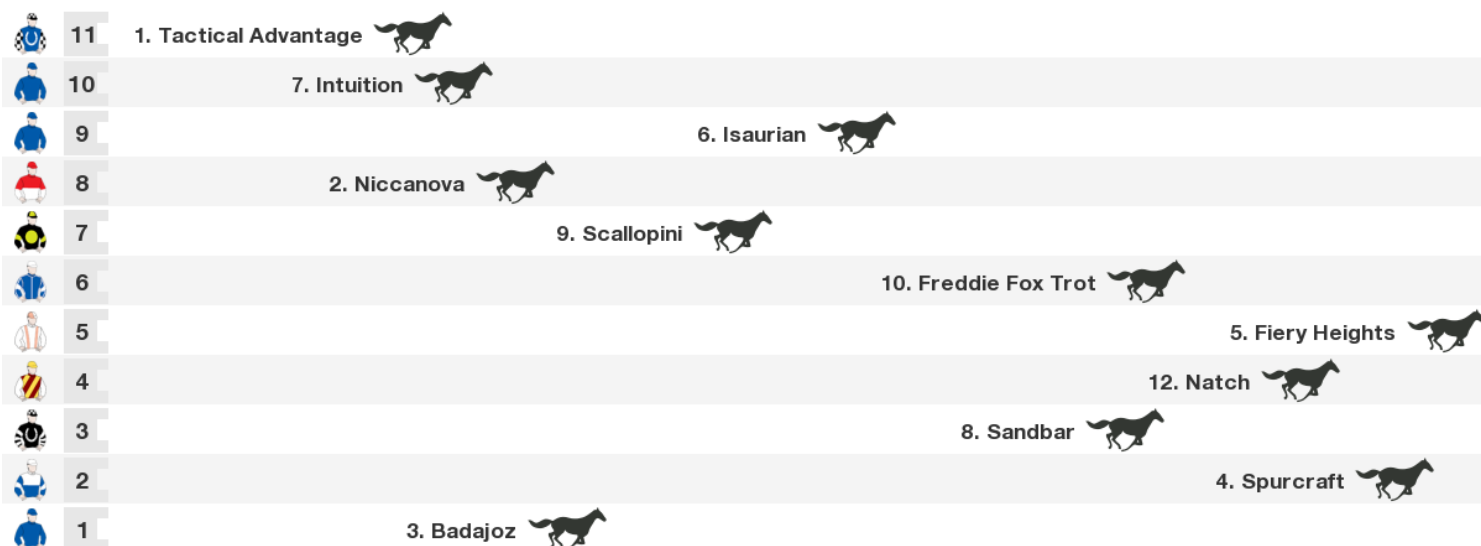 11 1. Tactical Advantage
10 7. Intuition
9 6. Isaurian
8 2. Niccanova
7 9. Scallopini
6 10. Freddie Fox Trot
5 5. Fiery Heights
4 12. Natch
3 8. Sandbar
2 4. Spurcraft
1 3. Badajoz